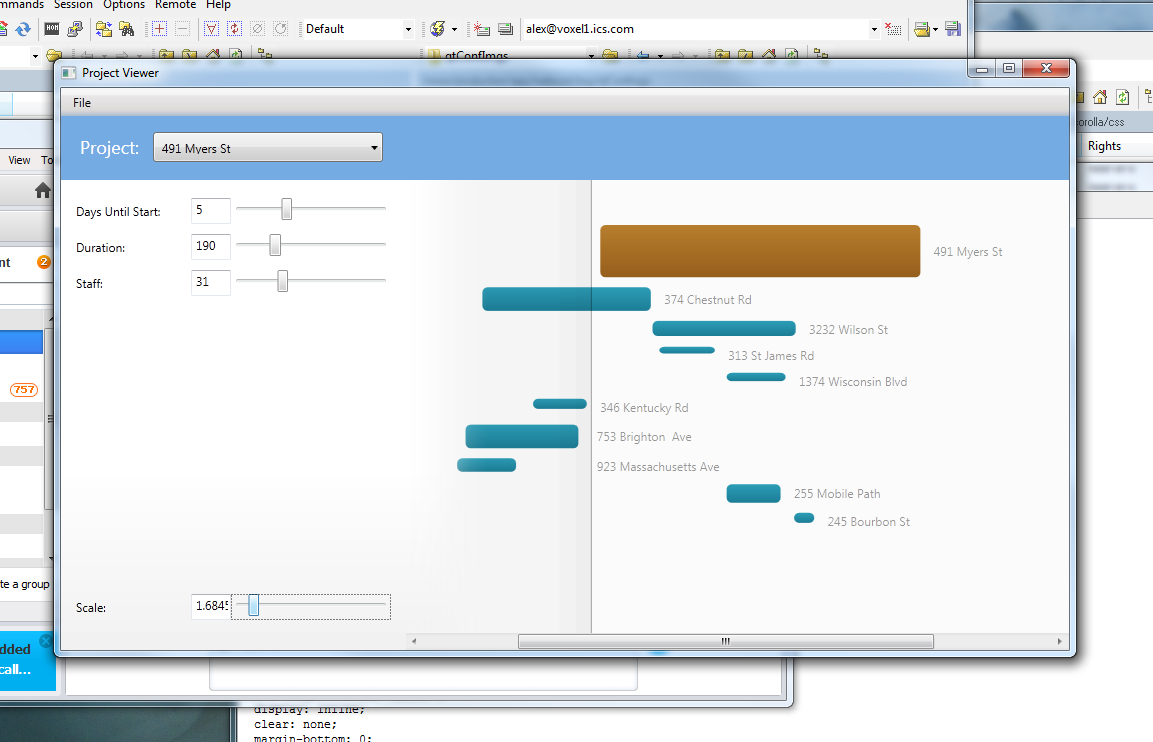 mmands Session Options Remote Help
Default
alex@voxel1.ics.com
gtConfImgs
Project Viewer
File
orolla/css
View To
Project: 491 Myers St
Rights
Days Until Start: 5
Duration: 190
Staff: 31
nt 2
757
491 Myers St
374 Chestnut Rd
3232 Wilson St
313 St James Rd
1374 Wisconsin Blvd
346 Kentucky Rd
753 Brighton Ave
923 Massachusetts Ave
255 Mobile Path
245 Bourbon St
te a group
Scale: 1.6845
dded
call...
display: inline;
clear: none;
margin-bottom: 0;